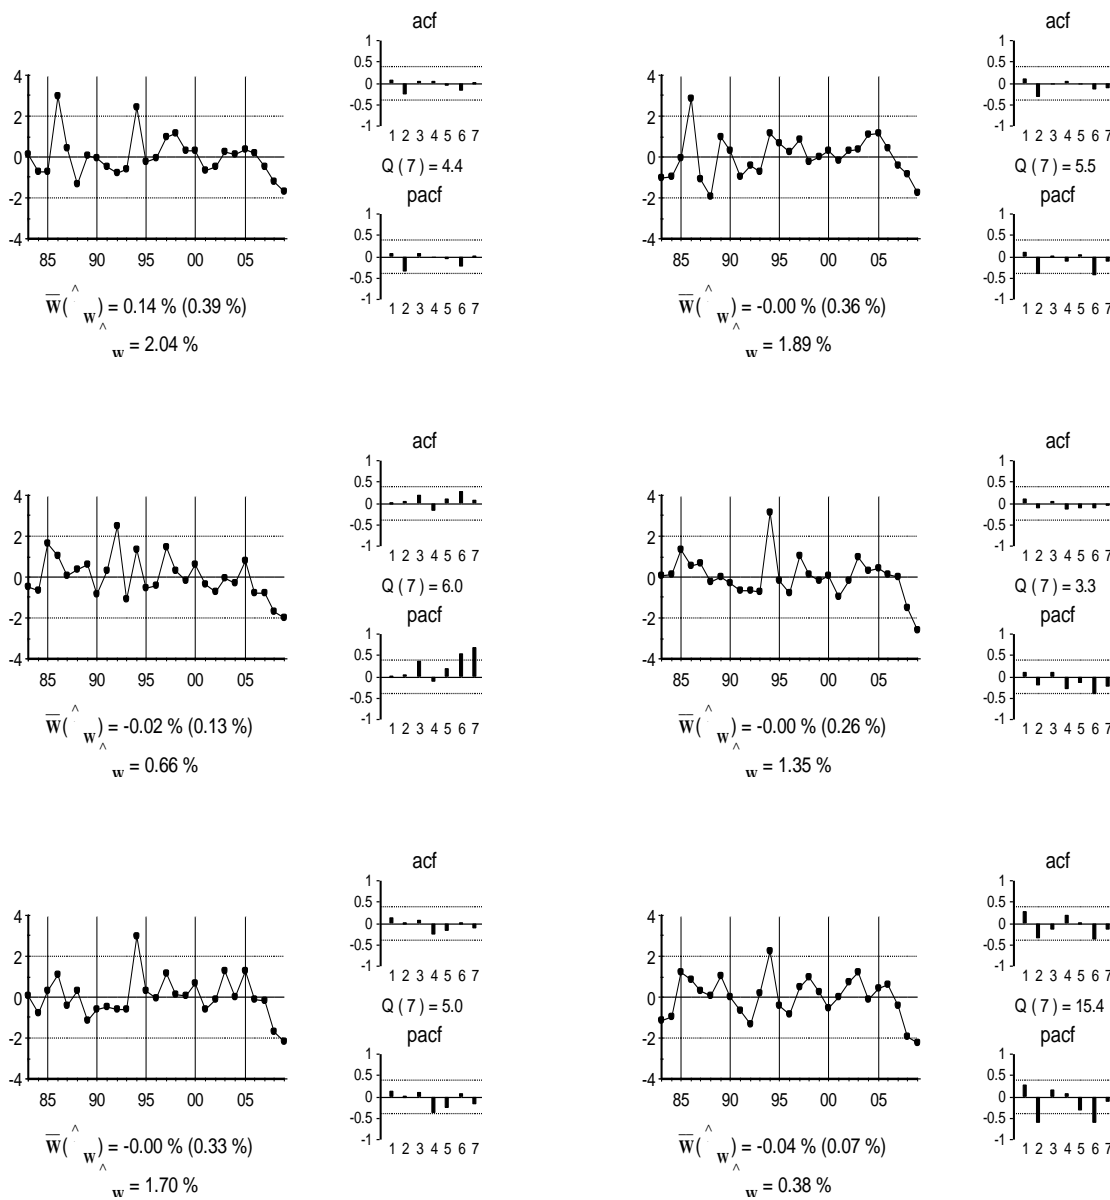 acf
1
0.5
0
-0.5
-1
1 2 3 4 5 6 7
Q ( 7 ) = 4.4
pacf
1
0.5
0
-0.5
-1
1 2 3 4 5 6 7
4
2
0
-2
-4
85 90 95 00 05
W̅(^w) = 0.14 % (0.39 %)
^w = 2.04 %
acf
1
0.5
0
-0.5
-1
1 2 3 4 5 6 7
Q ( 7 ) = 5.5
pacf
1
0.5
0
-0.5
-1
1 2 3 4 5 6 7
4
2
0
-2
-4
85 90 95 00 05
W̅(^w) = -0.00 % (0.36 %)
^w = 1.89 %
acf
1
0.5
0
-0.5
-1
1 2 3 4 5 6 7
Q ( 7 ) = 6.0
pacf
1
0.5
0
-0.5
-1
1 2 3 4 5 6 7
4
2
0
-2
-4
85 90 95 00 05
W̅(^w) = -0.02 % (0.13 %)
^w = 0.66 %
acf
1
0.5
0
-0.5
-1
1 2 3 4 5 6 7
Q ( 7 ) = 3.3
pacf
1
0.5
0
-0.5
-1
1 2 3 4 5 6 7
4
2
0
-2
-4
85 90 95 00 05
W̅(^w) = -0.00 % (0.26 %)
^w = 1.35 %
acf
1
0.5
0
-0.5
-1
1 2 3 4 5 6 7
Q ( 7 ) = 5.0
pacf
1
0.5
0
-0.5
-1
1 2 3 4 5 6 7
4
2
0
-2
-4
85 90 95 00 05
W̅(^w) = -0.00 % (0.33 %)
^w = 1.70 %
acf
1
0.5
0
-0.5
-1
1 2 3 4 5 6 7
Q ( 7 ) = 15.4
pacf
1
0.5
0
-0.5
-1
1 2 3 4 5 6 7
4
2
0
-2
-4
85 90 95 00 05
W̅(^w) = -0.04 % (0.07 %)
^w = 0.38 %